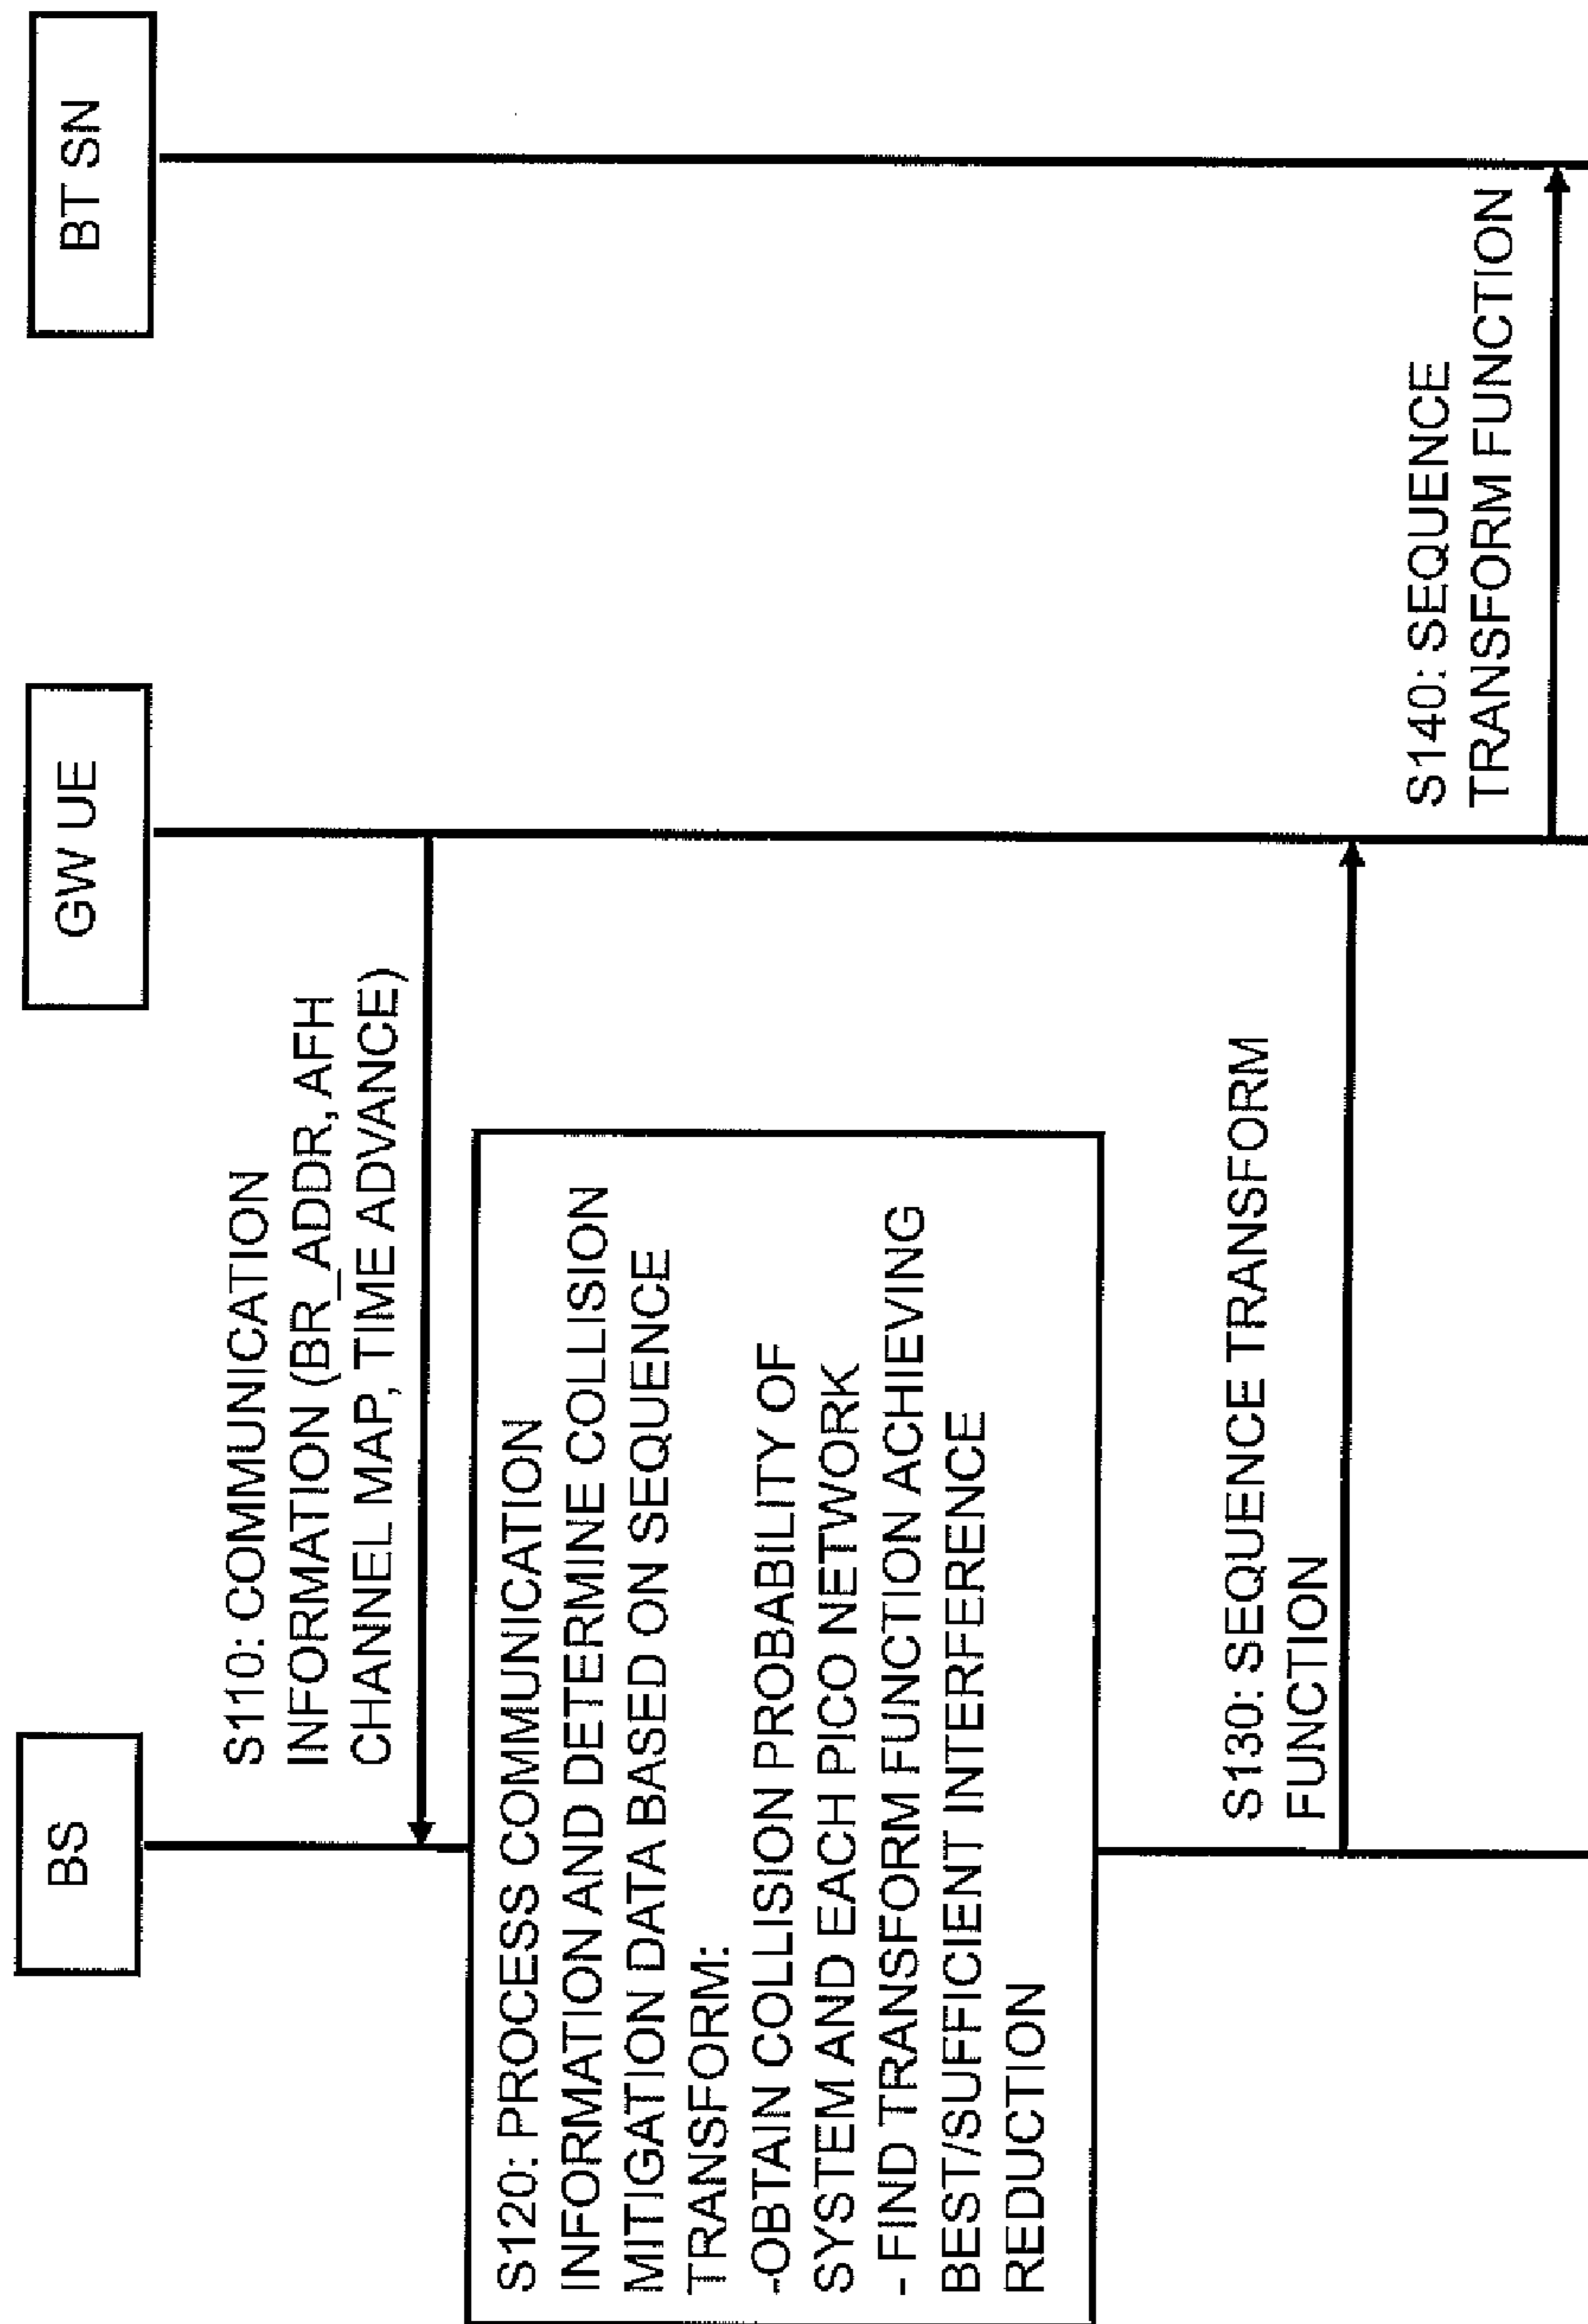 BS
GW UE
BT SN
S110: COMMUNICATION
INFORMATION (BR_ADDR, AFH
CHANNEL MAP, TIME ADVANCE)
S120: PROCESS COMMUNICATION
INFORMATION AND DETERMINE COLLISION
MITIGATION DATA BASED ON SEQUENCE
TRANSFORM:
-OBTAIN COLLISION PROBABILITY OF
SYSTEM AND EACH PICO NETWORK
- FIND TRANSFORM FUNCTION ACHIEVING
BEST/SUFFICIENT INTERFERENCE
REDUCTION
S130: SEQUENCE TRANSFORM
FUNCTION
S140: SEQUENCE
TRANSFORM FUNCTION